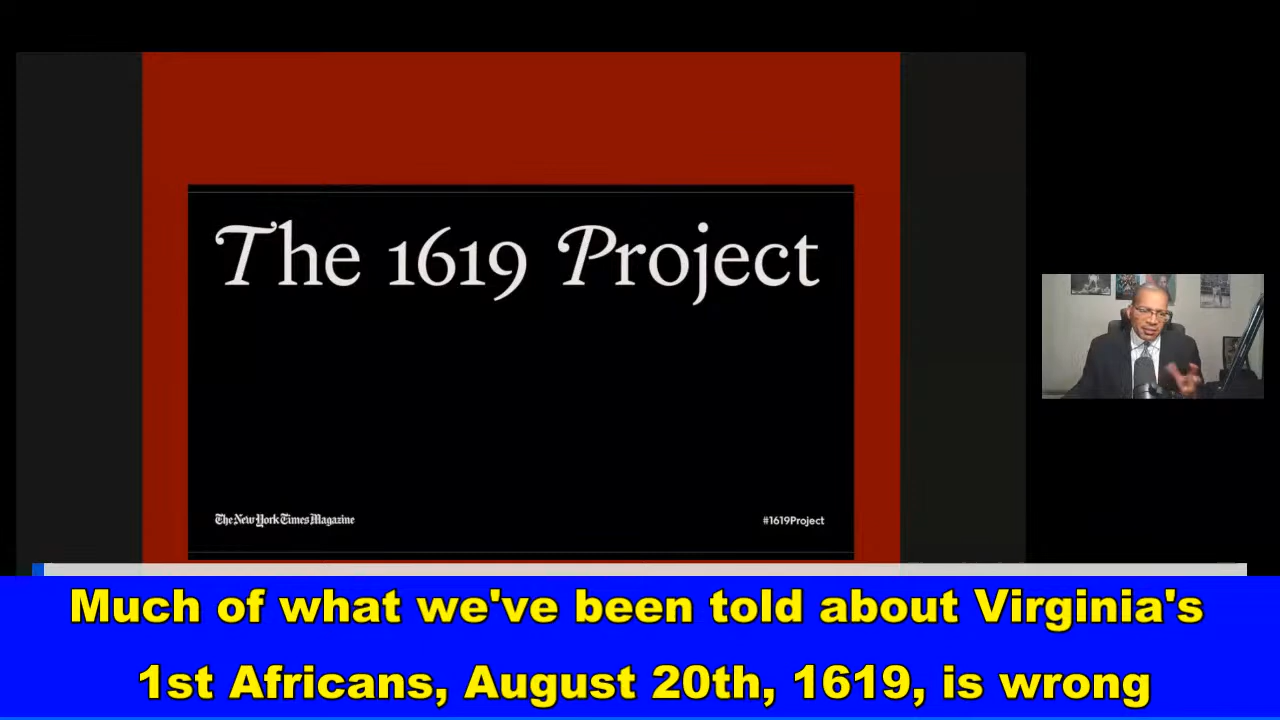 The 1619 Project
The New York Times Magazine
#1619Project
Much of what we've been told about Virginia's
1st Africans, August 20th, 1619, is wrong